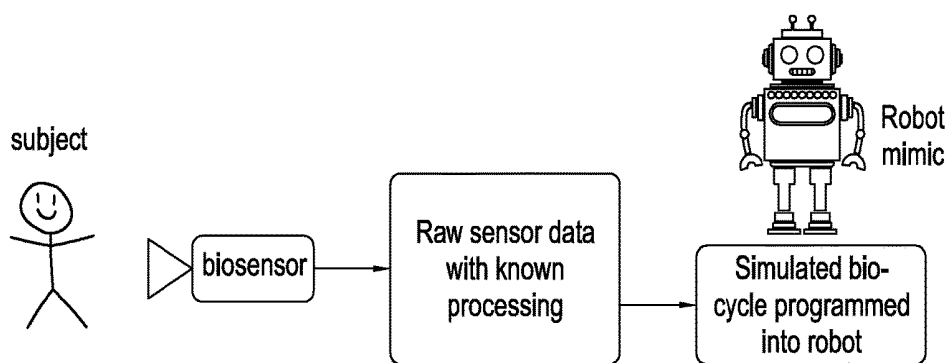 subject
biosensor
Raw sensor data
with known
processing
Robot
mimic
Simulated bio-
cycle programmed
into robot